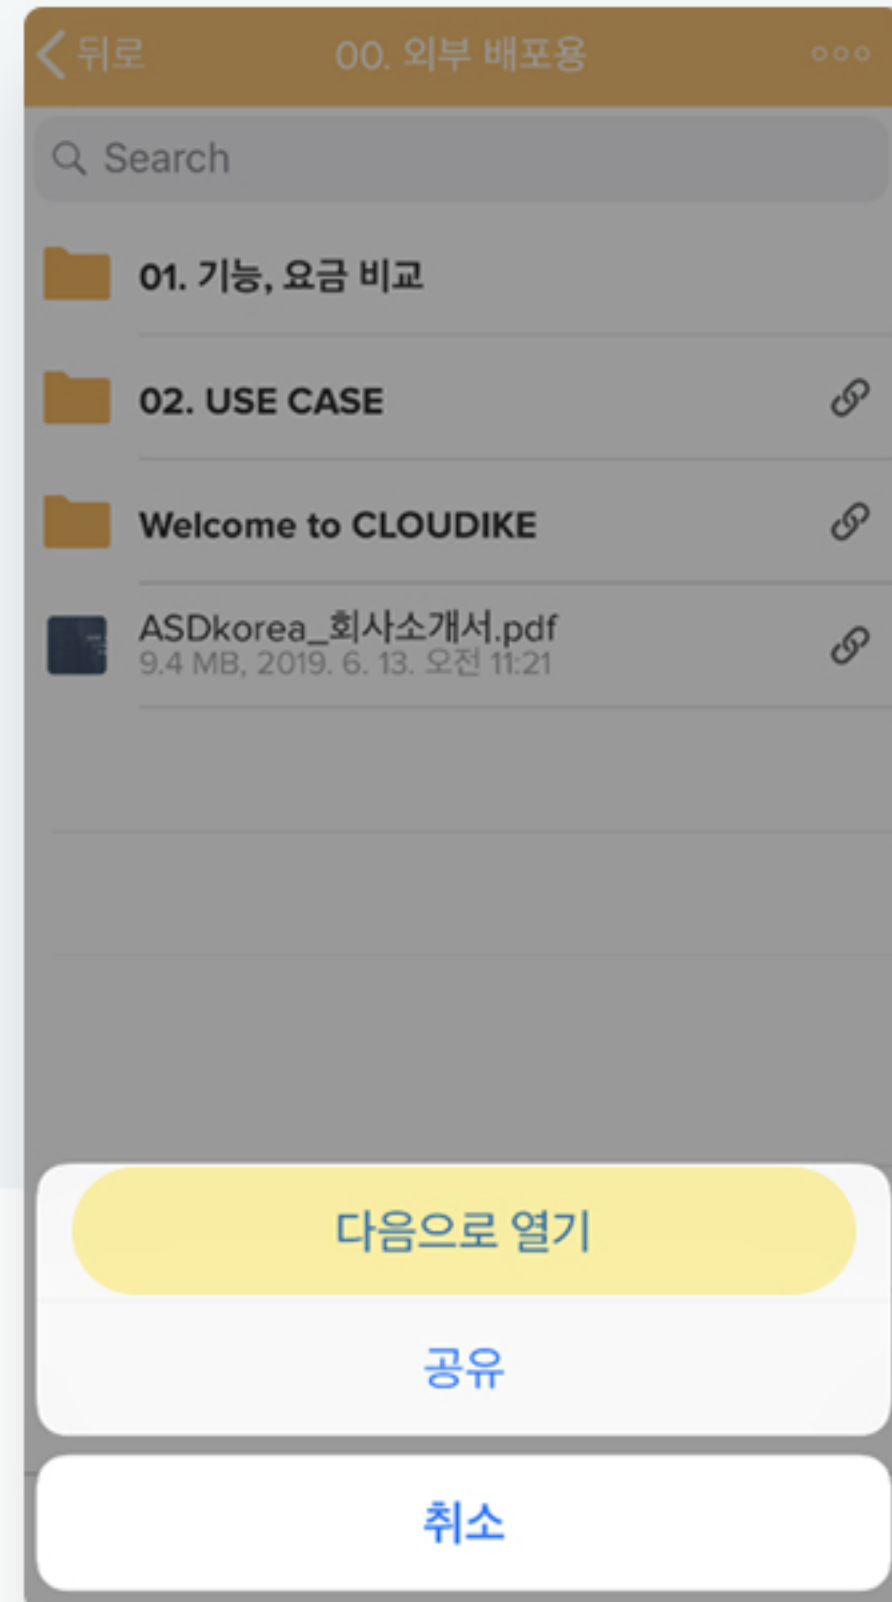 뒤로
00. 외부 배포용
Search
01. 기능, 요금 비교
02. USE CASE
Welcome to CLOUDIKE
ASDkorea_회사소개서.pdf
9.4 MB, 2019. 6. 13. 오전 11:21
다음으로 열기
공유
취소